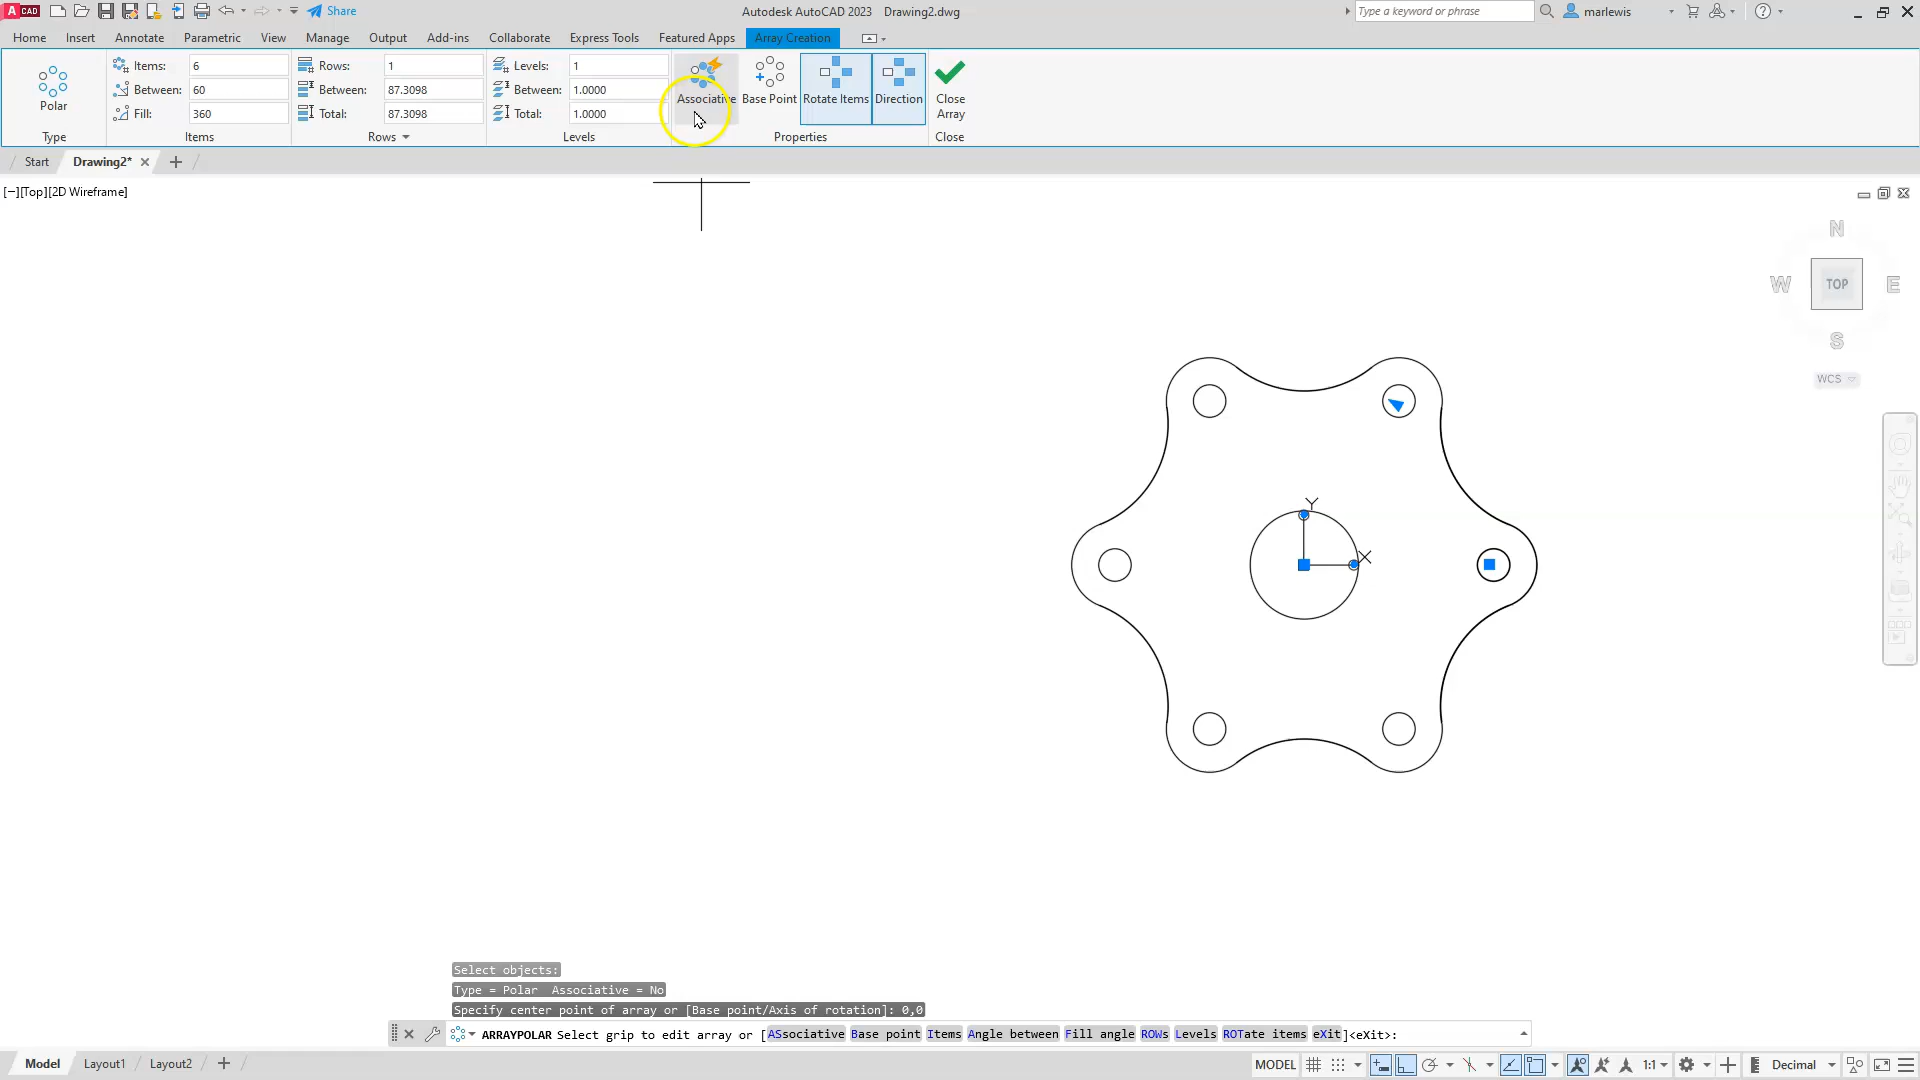 A CAD Share Autodesk AutoCAD 2023 Drawing2.dwg Type a keyword or phrase marlewis
Home Insert Annotate Parametric View Manage Output Add-ins Collaborate Express Tools Featured Apps Array Creation
Items: 6 Rows: 1 Levels: 1
Polar Between: 60 Between: 87.3098 Between: 1.0000 Associative Base Point Rotate Items Direction Close
Fill: 360 Total: 87.3098 Total: 1.0000 Array
Type Items Rows Levels Properties Close
Start Drawing2*
[−][Top][2D Wireframe]
N
W TOP E
S
WCS
Y
X
Select objects:
Type = Polar  Associative = No
Specify center point of array or [Base point/Axis of rotation]: 0,0
ARRAYPOLAR Select grip to edit array or [ASsociative Base point Items Angle between Fill angle ROWs Levels ROTate items eXit]<eXit>:
Model Layout1 Layout2 MODEL 1:1 Decimal